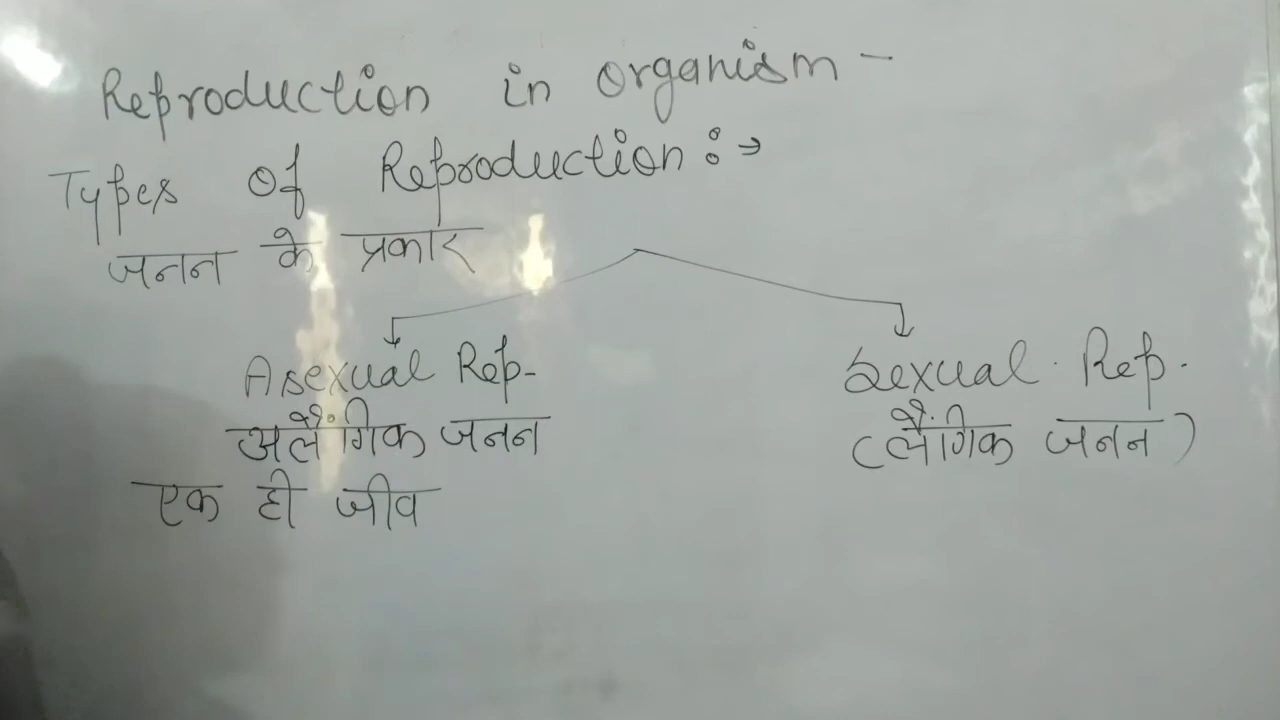 Reproduction in organism -
Types of Reproduction :→
जनन के प्रकार
Asexual Rep-
Sexual. Rep.
अलैंगिक जनन
(लैंगिक जनन)
एक ही जीव